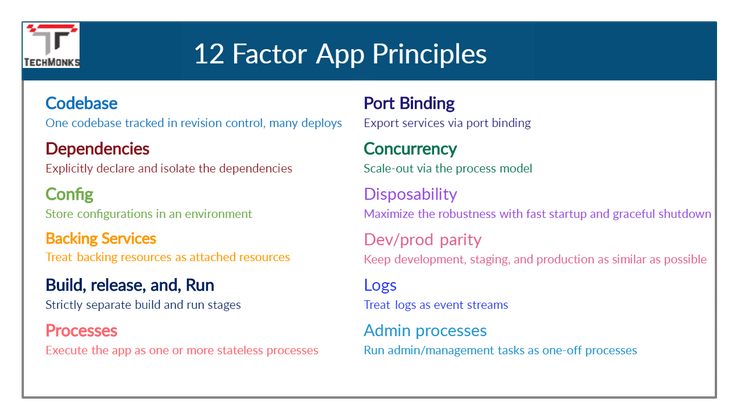 TECHMONKS
12 Factor App Principles
Codebase
One codebase tracked in revision control, many deploys
Dependencies
Explicitly declare and isolate the dependencies
Config
Store configurations in an environment
Backing Services
Treat backing resources as attached resources
Build, release, and, Run
Strictly separate build and run stages
Processes
Execute the app as one or more stateless processes
Port Binding
Export services via port binding
Concurrency
Scale-out via the process model
Disposability
Maximize the robustness with fast startup and graceful shutdown
Dev/prod parity
Keep development, staging, and production as similar as possible
Logs
Treat logs as event streams
Admin processes
Run admin/management tasks as one-off processes